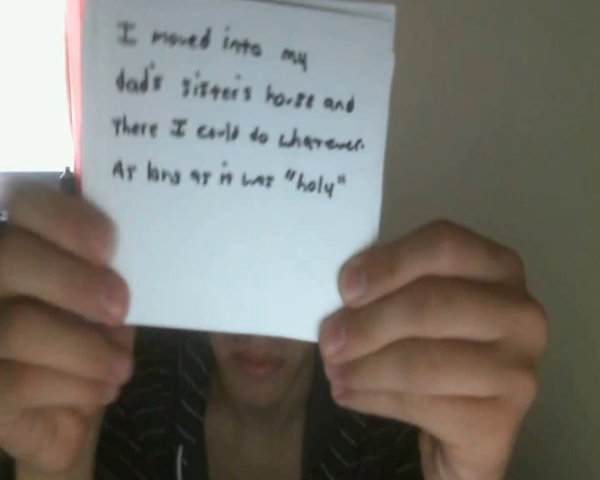 I moved into my
dad's sister's house and
there I could do whatever.
As long as it was "holy"